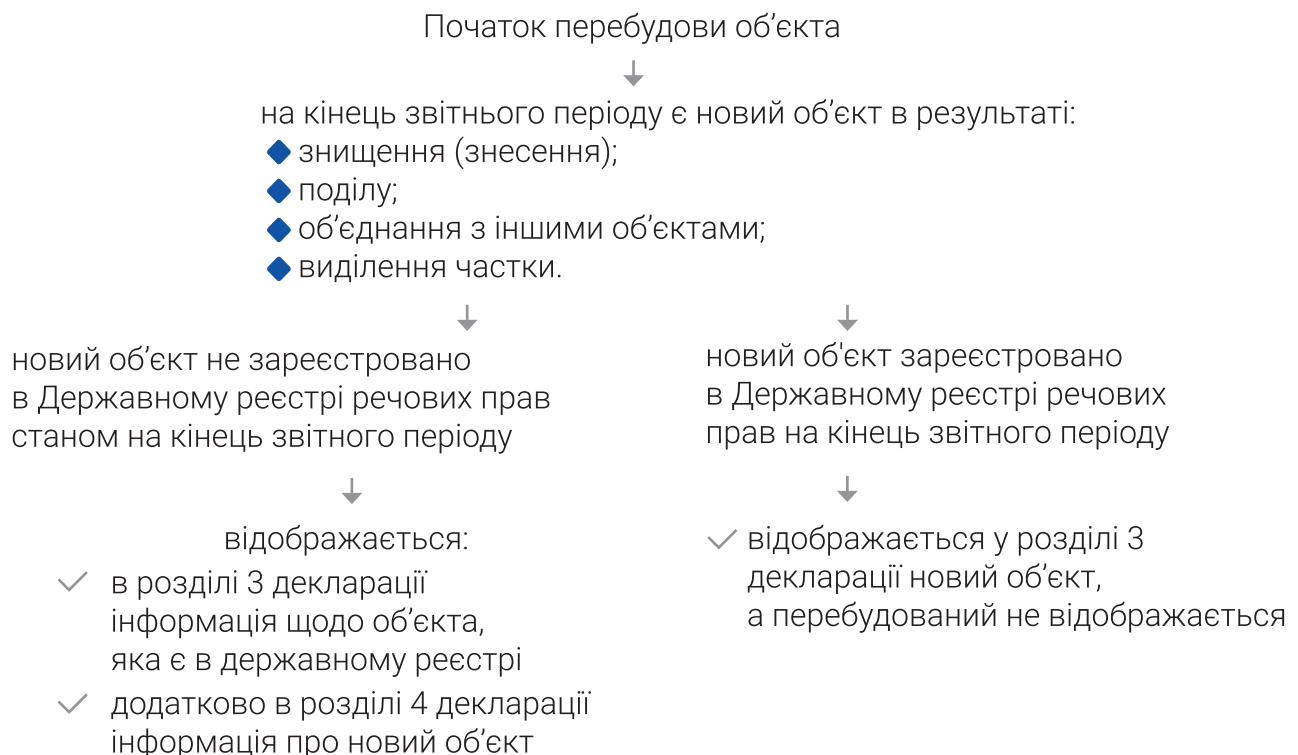 Початок перебудови об’єкта
на кінець звітнього періоду є новий об’єкт в результаті:
знищення (знесення);
поділу;
об’єднання з іншими об’єктами;
виділення частки.
новий об’єкт не зареєстровано
в Державному реєстрі речових прав
станом на кінець звітного періоду
відображається:
в розділі 3 декларації
інформація щодо об’єкта,
яка є в державному реєстрі
додатково в розділі 4 декларації
інформація про новий об’єкт
новий об'єкт зареєстровано
в Державному реєстрі речових
прав на кінець звітного періоду
відображається у розділі 3
декларації новий об’єкт,
а перебудований не відображається